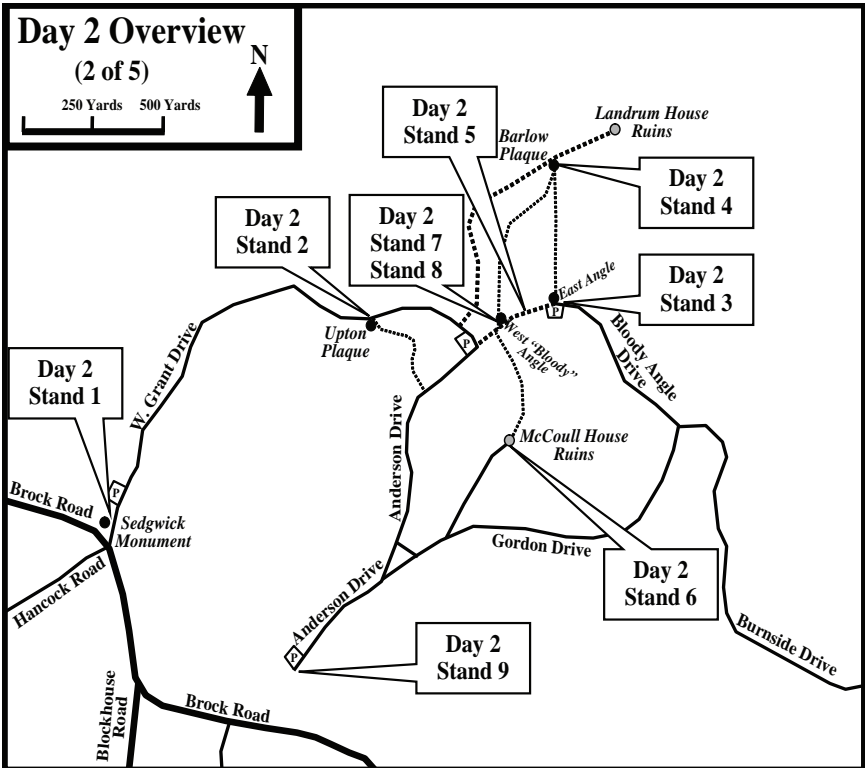 Day 2 Overview
(2 of 5)
N
250 Yards 500 Yards
Day 2
Stand 5
Landrum House
Ruins
Barlow
Plaque
Day 2
Stand 4
Day 2
Stand 2
Day 2
Stand 7
Stand 8
East Angle
P
Day 2
Stand 3
Upton
Plaque
P
West "Bloody"
Angle
Bloody Angle
Drive
W. Grant Drive
Day 2
Stand 1
Anderson Drive
McCoull House
Ruins
P
Brock Road
Sedgwick
Monument
Hancock Road
Gordon Drive
Day 2
Stand 6
Anderson Drive
P
Day 2
Stand 9
Burnside Drive
Blockhouse
Road
Brock Road